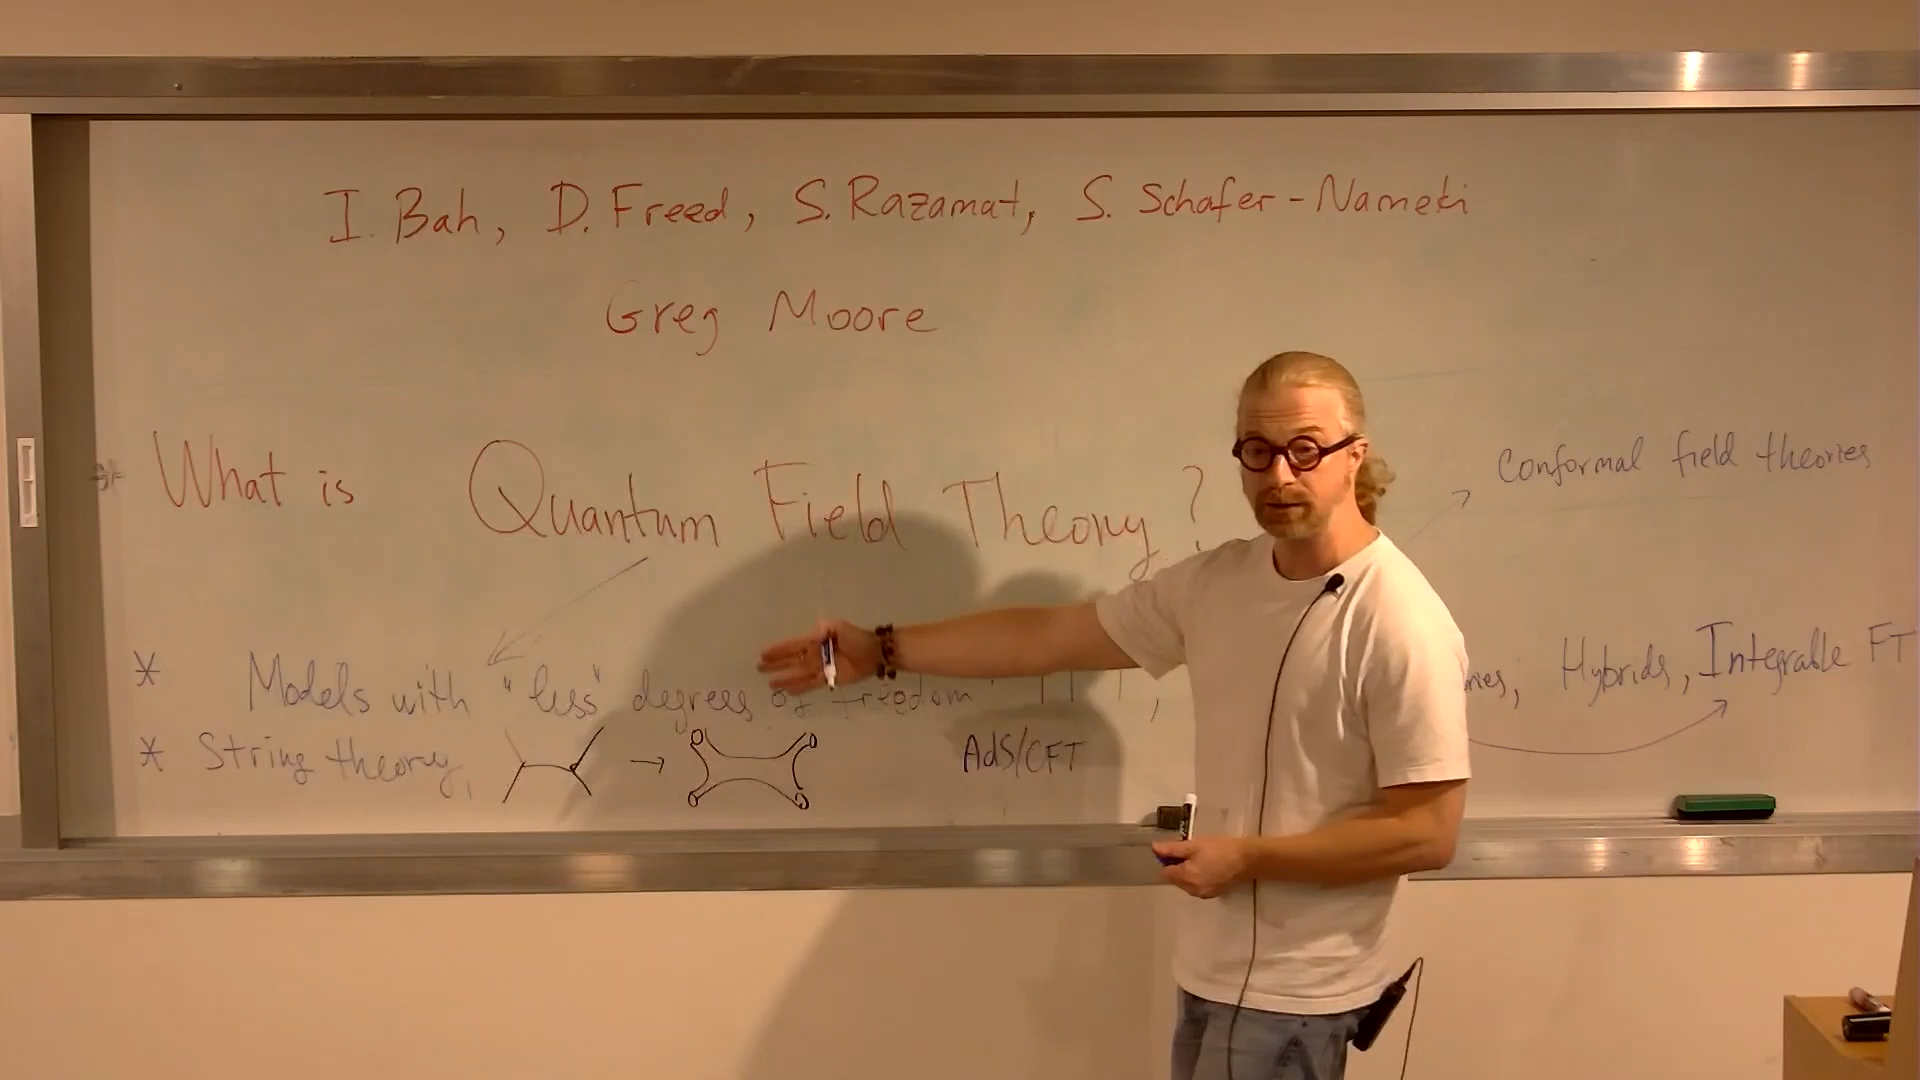 I. Bah, D. Freed, S. Razamat, S. Schafer-Nameki
Greg Moore
* What is Quantum Field Theory?
Conformal field theories
* Models with "less" degrees of freedom
Hybrids, Integrable FT
* String theory, → AdS/CFT